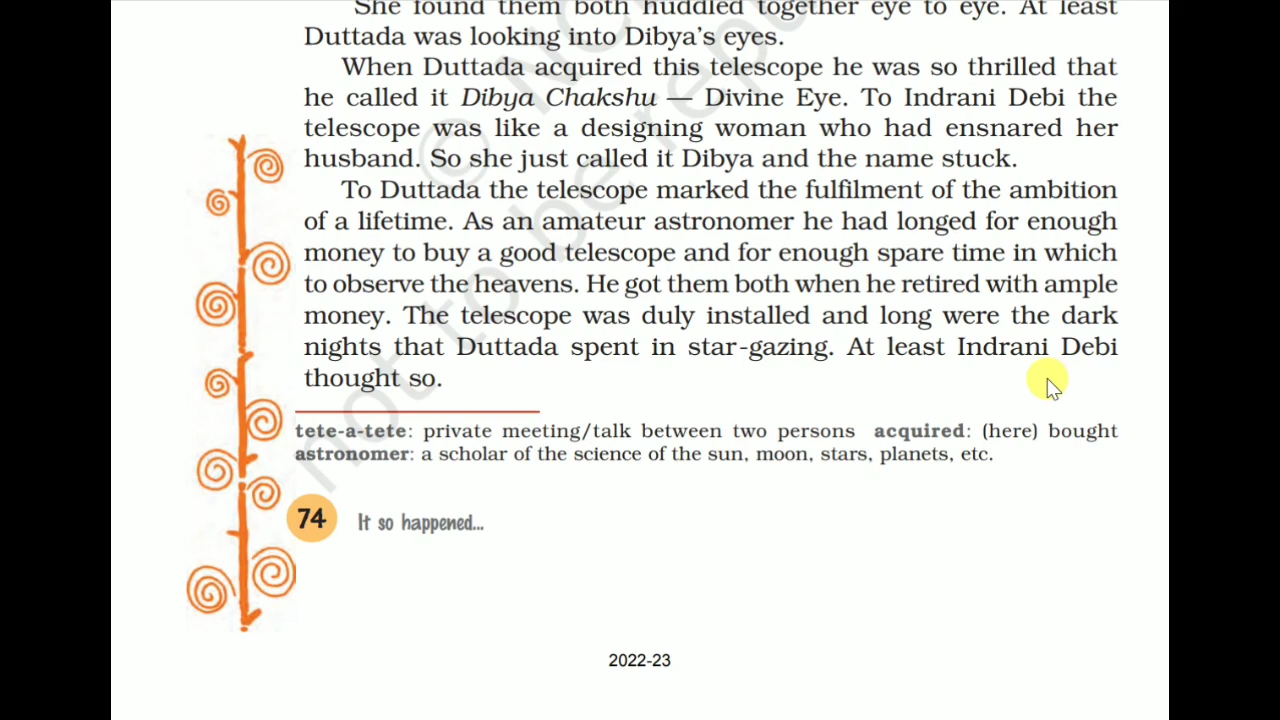 She found them both huddled together eye to eye. At least
Duttada was looking into Dibya's eyes.
When Duttada acquired this telescope he was so thrilled that
he called it Dibya Chakshu — Divine Eye. To Indrani Debi the
telescope was like a designing woman who had ensnared her
husband. So she just called it Dibya and the name stuck.
To Duttada the telescope marked the fulfilment of the ambition
of a lifetime. As an amateur astronomer he had longed for enough
money to buy a good telescope and for enough spare time in which
to observe the heavens. He got them both when he retired with ample
money. The telescope was duly installed and long were the dark
nights that Duttada spent in star-gazing. At least Indrani Debi
thought so.
tete-a-tete: private meeting/talk between two persons acquired: (here) bought
astronomer: a scholar of the science of the sun, moon, stars, planets, etc.
74 It so happened...
2022-23
© NC
not to be repu